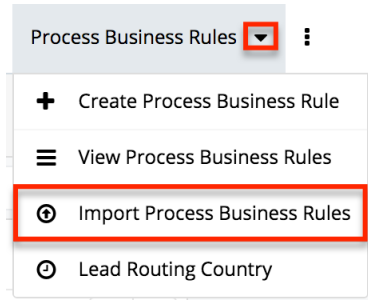 Process Business Rules
Create Process Business Rule
View Process Business Rules
Import Process Business Rules
Lead Routing Country